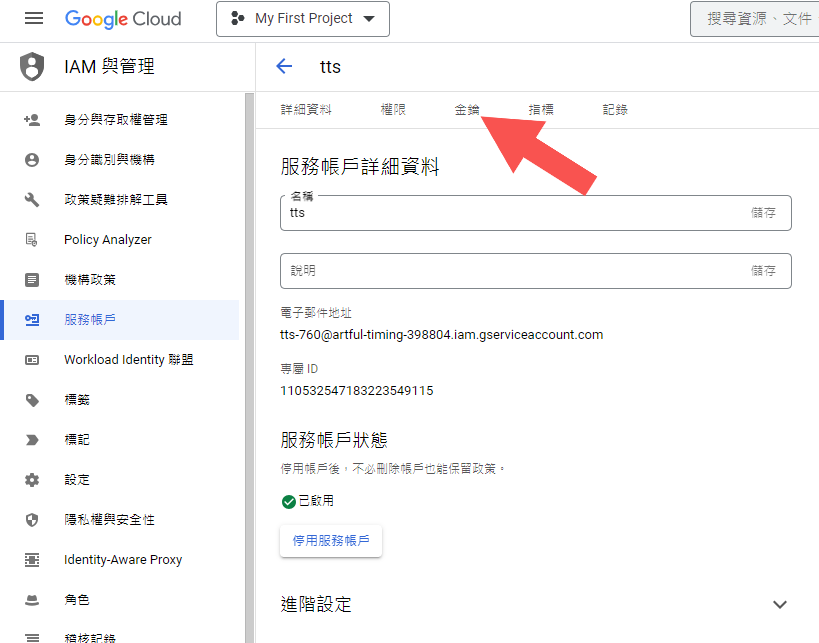 Google Cloud
My First Project
搜尋資源、文件
IAM 與管理
tts
身分與存取權管理
身分識別與機構
政策疑難排解工具
Policy Analyzer
機構政策
服務帳戶
Workload Identity 聯盟
標籤
標記
設定
隱私權與安全性
Identity-Aware Proxy
角色
稽核記錄
詳細資料
權限
金鑰
指標
記錄
服務帳戶詳細資料
名稱
tts
儲存
說明
儲存
電子郵件地址
tts-760@artful-timing-398804.iam.gserviceaccount.com
專屬 ID
110532547183223549115
服務帳戶狀態
停用帳戶後，不必刪除帳戶也能保留政策。
已啟用
停用服務帳戶
進階設定